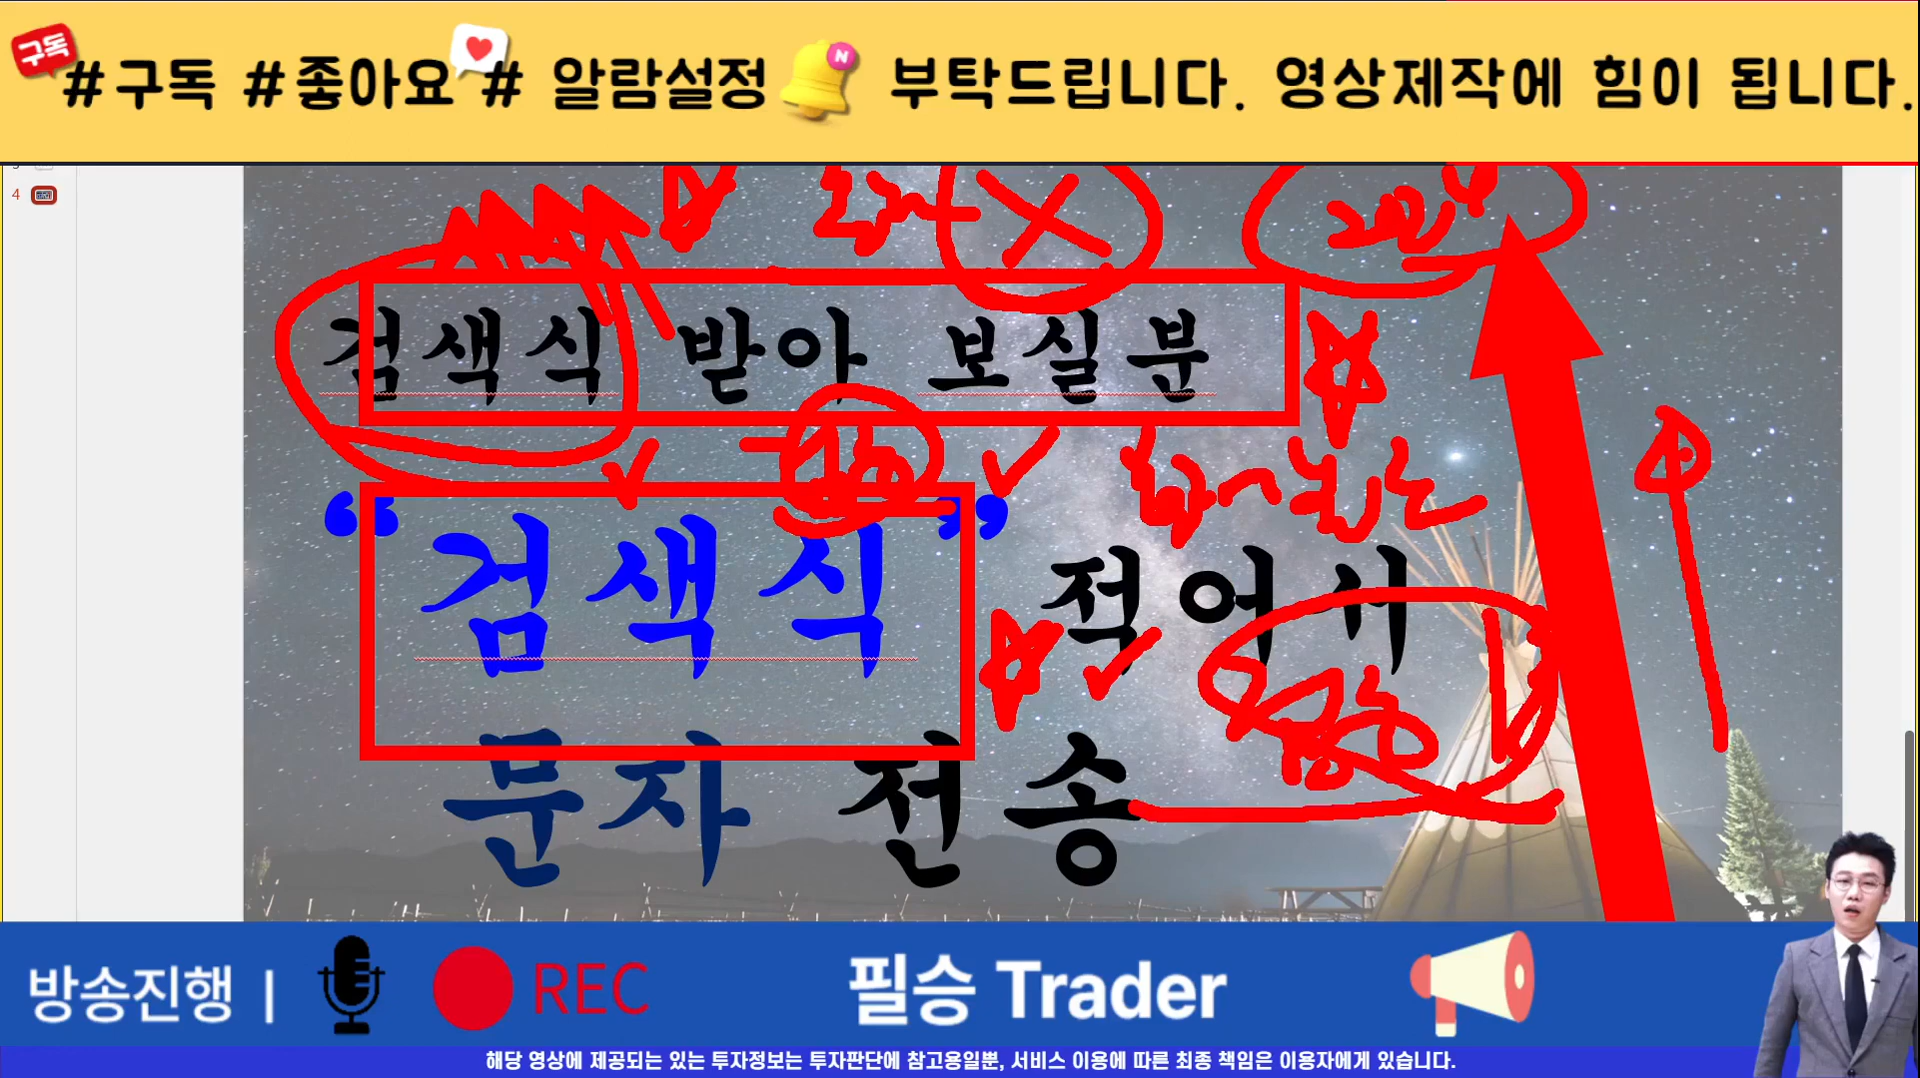 구독
#구독 #좋아요 # 알람설정 N 부탁드립니다. 영상제작에 힘이 됩니다.
4
검색식 받아 보실분
“검색식” 적어서
문자 전송
방송진행 | REC 필승 Trader
해당 영상에 제공되는 있는 투자정보는 투자판단에 참고용일뿐, 서비스 이용에 따른 최종 책임은 이용자에게 있습니다.